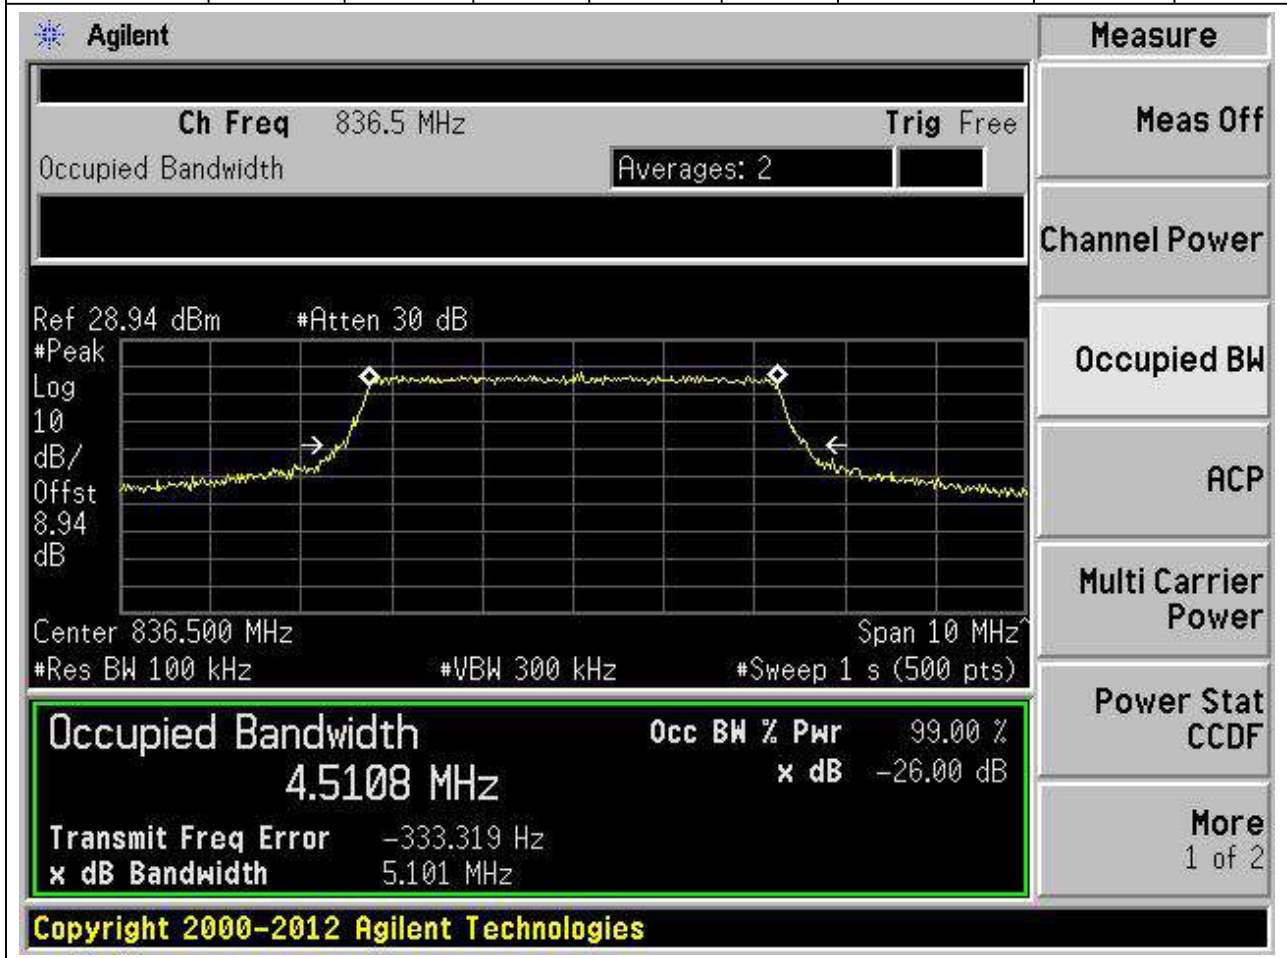 Agilent
Measure
Ch Freq 836.5 MHz Trig Free
Occupied Bandwidth Averages: 2
Ref 28.94 dBm #Atten 30 dB
#Peak
Log
10
dB/
Offst
8.94
dB
Center 836.500 MHz Span 10 MHz^
#Res BW 100 kHz #VBW 300 kHz #Sweep 1 s (500 pts)
Occupied Bandwidth Occ BW % Pwr 99.00 %
4.5108 MHz x dB -26.00 dB
Transmit Freq Error -333.319 Hz
x dB Bandwidth 5.101 MHz
Copyright 2000-2012 Agilent Technologies
Meas Off
Channel Power
Occupied BW
ACP
Multi Carrier
Power
Power Stat
CCDF
More
1 of 2